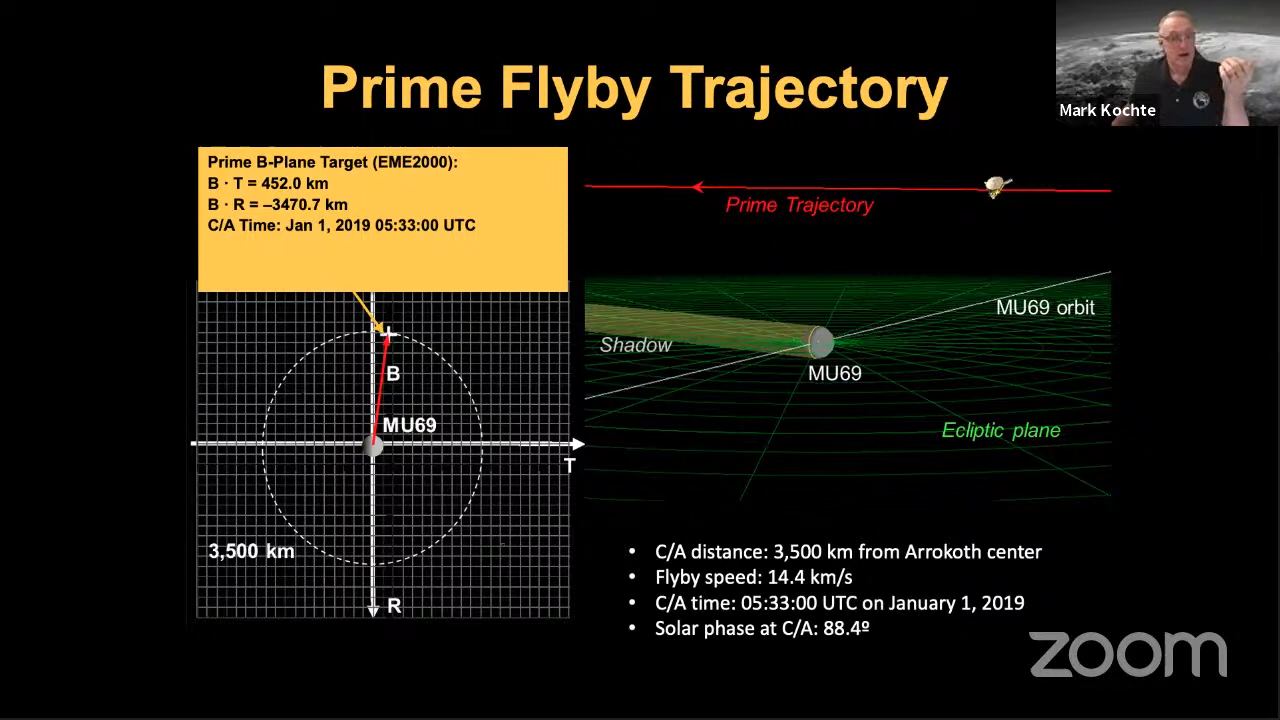 Prime Flyby Trajectory
Mark Kochte
Prime B-Plane Target (EME2000):
B · T = 452.0 km
B · R = –3470.7 km
C/A Time: Jan 1, 2019 05:33:00 UTC
Prime Trajectory
MU69 orbit
Shadow
MU69
Ecliptic plane
B
MU69
T
3,500 km
R
• C/A distance: 3,500 km from Arrokoth center
• Flyby speed: 14.4 km/s
• C/A time: 05:33:00 UTC on January 1, 2019
• Solar phase at C/A: 88.4º
zoom